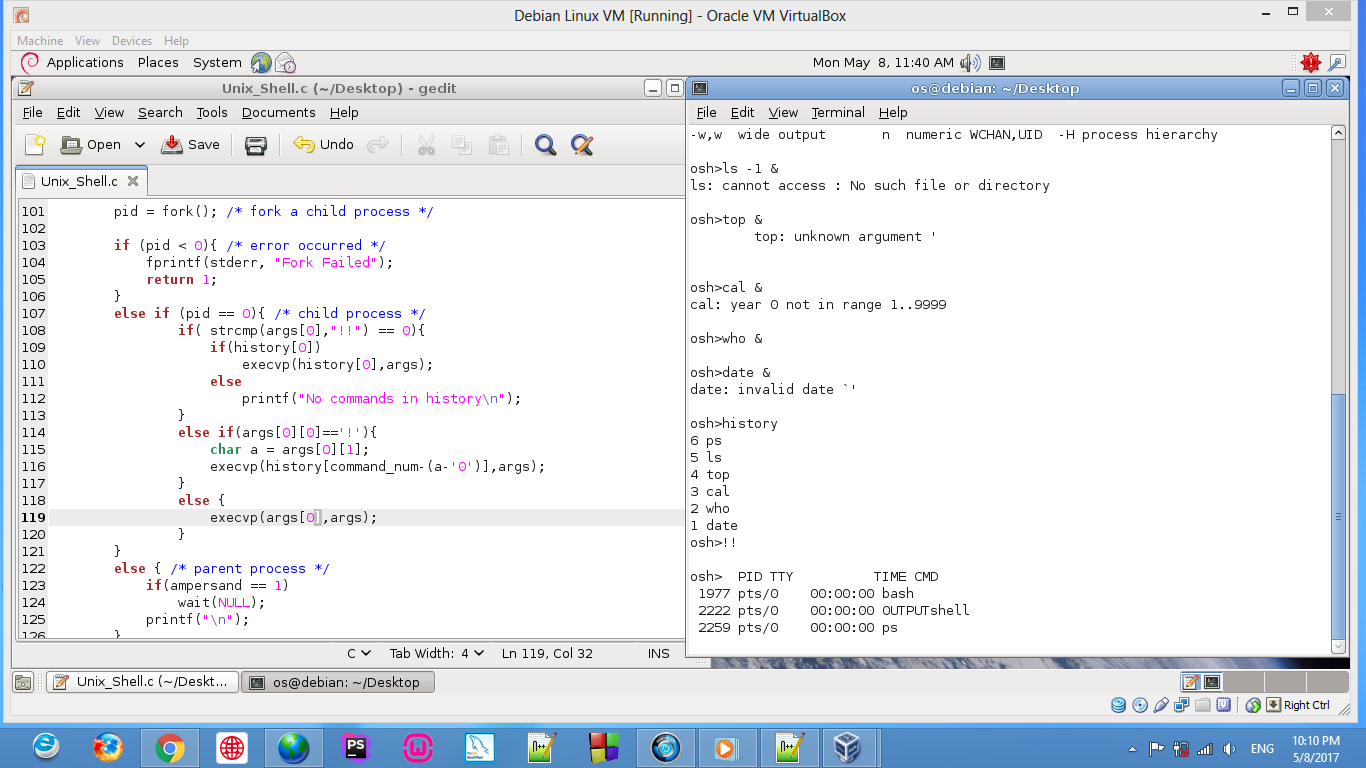 Debian Linux VM [Running] - Oracle VM VirtualBox
Machine View Devices Help
Applications Places System
Mon May 8, 11:40 AM
Unix_Shell.c (~/Desktop) - gedit
File Edit View Search Tools Documents Help
Open Save Undo
Unix_Shell.c
101 pid = fork(); /* fork a child process */
102
103 if (pid < 0){ /* error occurred */
104 fprintf(stderr, "Fork Failed");
105 return 1;
106 }
107 else if (pid == 0){ /* child process */
108 if( strcmp(args[0],"!!") == 0){
109 if(history[0])
110 execvp(history[0],args);
111 else
112 printf("No commands in history\n");
113 }
114 else if(args[0][0]=='!'){
115 char a = args[0][1];
116 execvp(history[command_num-(a-'0')],args);
117 }
118 else {
119 execvp(args[0],args);
120 }
121 }
122 else { /* parent process */
123 if(ampersand == 1)
124 wait(NULL);
125 printf("\n");
126 }
C Tab Width: 4 Ln 119, Col 32 INS
os@debian: ~/Desktop
File Edit View Terminal Help
-w,w wide output n numeric WCHAN,UID -H process hierarchy
osh>ls -1 &
ls: cannot access : No such file or directory
osh>top &
top: unknown argument '
osh>cal &
cal: year 0 not in range 1..9999
osh>who &
osh>date &
date: invalid date `'
osh>history
6 ps
5 ls
4 top
3 cal
2 who
1 date
osh>!!
osh> PID TTY TIME CMD
1977 pts/0 00:00:00 bash
2222 pts/0 00:00:00 OUTPUTshell
2259 pts/0 00:00:00 ps
Unix_Shell.c (~/Deskt...
os@debian: ~/Desktop
Right Ctrl
PS
ENG
10:10 PM
5/8/2017